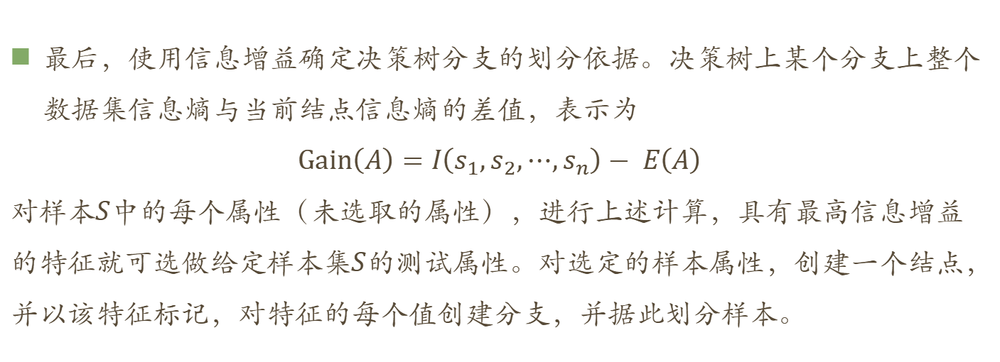 最后，使用信息增益确定决策树分支的划分依据。决策树上某个分支上整个
数据集信息熵与当前结点信息熵的差值，表示为
Gain(A) = I(s₁, s₂, ⋯, sₙ) − E(A)
对样本S中的每个属性（未选取的属性），进行上述计算，具有最高信息增益
的特征就可选做给定样本集S的测试属性。对选定的样本属性，创建一个结点，
并以该特征标记，对特征的每个值创建分支，并据此划分样本。